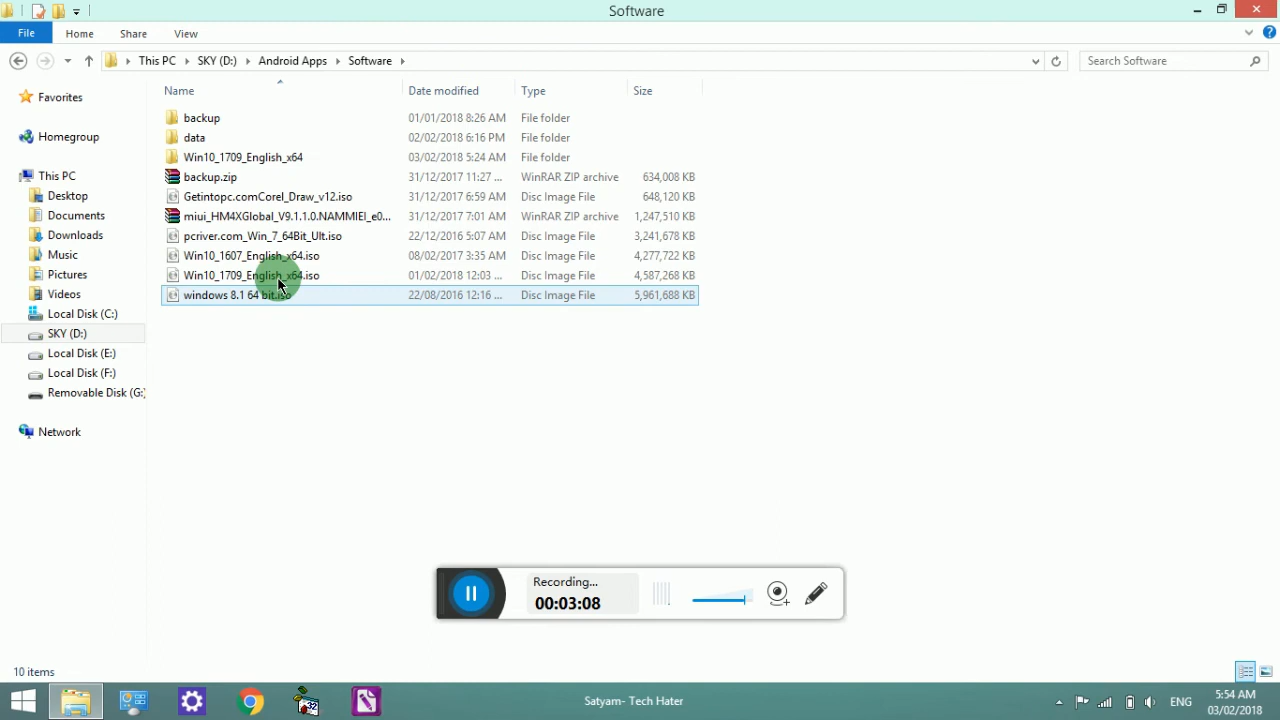 Software
File Home Share View
This PC SKY (D:) Android Apps Software Search Software
Name Date modified Type Size
Favorites
Homegroup
This PC
Desktop
Documents
Downloads
Music
Pictures
Videos
Local Disk (C:)
SKY (D:)
Local Disk (E:)
Local Disk (F:)
Removable Disk (G:)
Network
backup 01/01/2018 8:26 AM File folder
data 02/02/2018 6:16 PM File folder
Win10_1709_English_x64 03/02/2018 5:24 AM File folder
backup.zip 31/12/2017 11:27 ... WinRAR ZIP archive 634,008 KB
Getintopc.comCorel_Draw_v12.iso 31/12/2017 6:59 AM Disc Image File 648,120 KB
miui_HM4XGlobal_V9.1.1.0.NAMMIEI_e0... 31/12/2017 7:01 AM WinRAR ZIP archive 1,247,510 KB
pcriver.com_Win_7_64Bit_Ult.iso 22/12/2016 5:07 AM Disc Image File 3,241,678 KB
Win10_1607_English_x64.iso 08/02/2017 3:35 AM Disc Image File 4,277,722 KB
Win10_1709_English_x64.iso 01/02/2018 12:03 ... Disc Image File 4,587,268 KB
windows 8.1 64 bit.iso 22/08/2016 12:16 ... Disc Image File 5,961,688 KB
Recording...
00:03:08
10 items
Satyam- Tech Hater
ENG
5:54 AM
03/02/2018